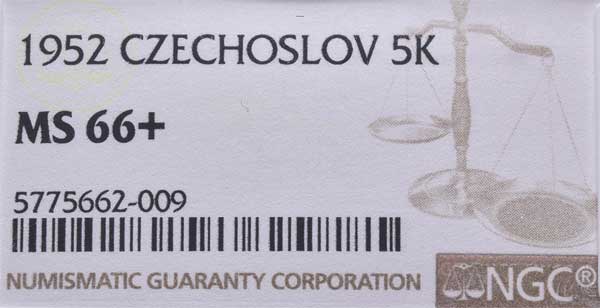 1952 CZECHOSLOV 5K
MS 66+
5775662-009
NUMISMATIC GUARANTY CORPORATION
NGC®